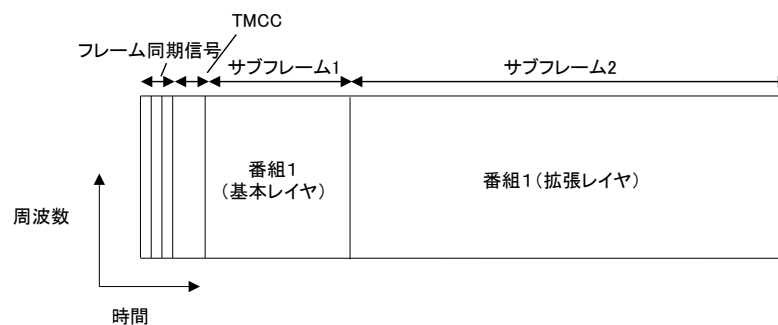 TMCC
フレーム同期信号
サブフレーム1
サブフレーム2
番組1
(基本レイヤ)
番組1(拡張レイヤ)
周波数
時間